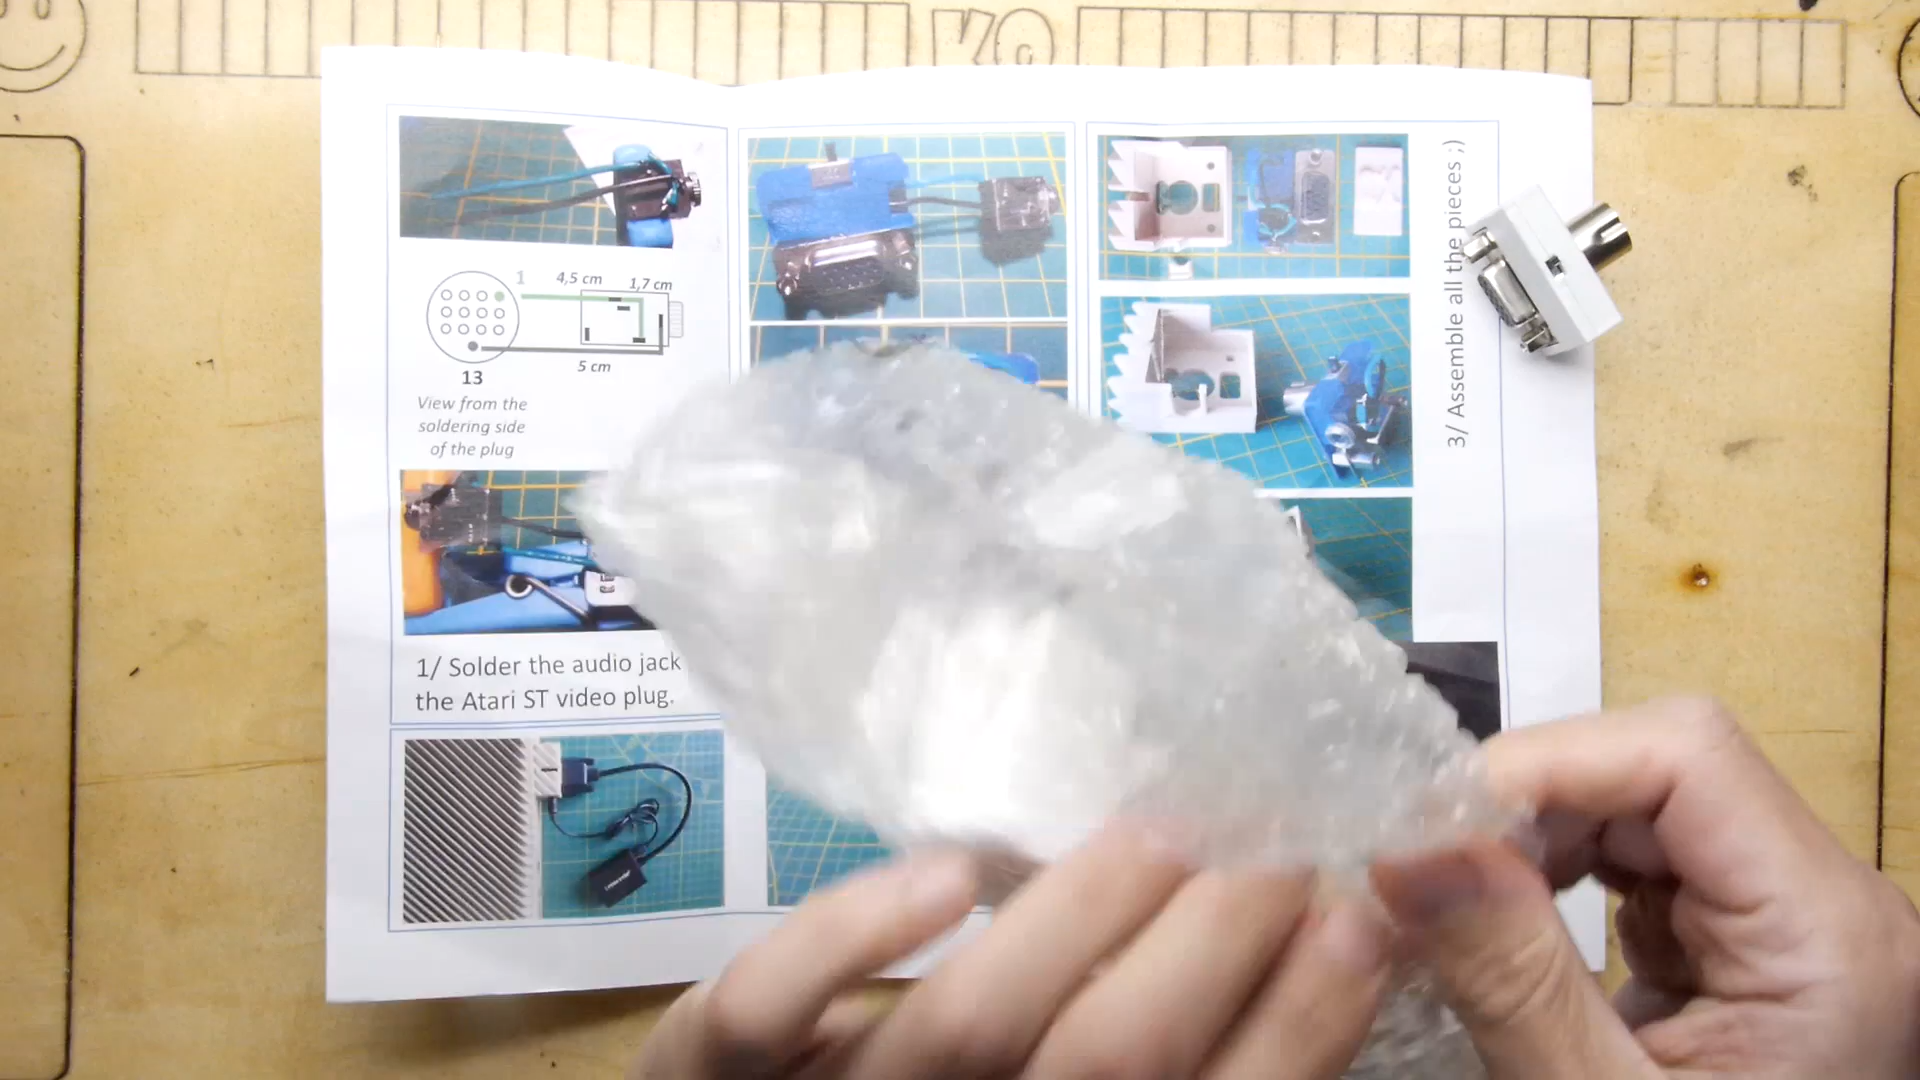 KO
1
4,5 cm
1,7 cm
5 cm
13
View from the
soldering side
of the plug
1/ Solder the audio jack
the Atari ST video plug.
3/ Assemble all the pieces ;)